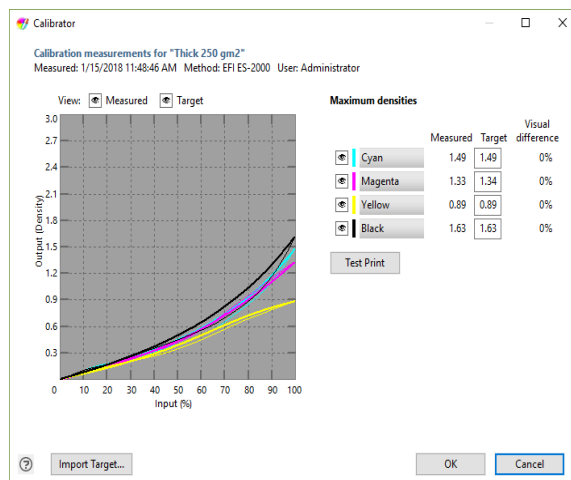 Calibrator
Calibration measurements for "Thick 250 gm2"
Measured: 1/15/2018 11:48:46 AM Method: EFI ES-2000 User: Administrator
View: Measured Target
3.0
2.7
2.4
2.1
1.8
1.5
1.2
0.9
0.6
0.3
Output (Density)
0 10 20 30 40 50 60 70 80 90 100
Input (%)
Maximum densities
Measured Target Visual difference
Cyan 1.49 1.49 0%
Magenta 1.33 1.34 0%
Yellow 0.89 0.89 0%
Black 1.63 1.63 0%
Test Print
Import Target... OK Cancel